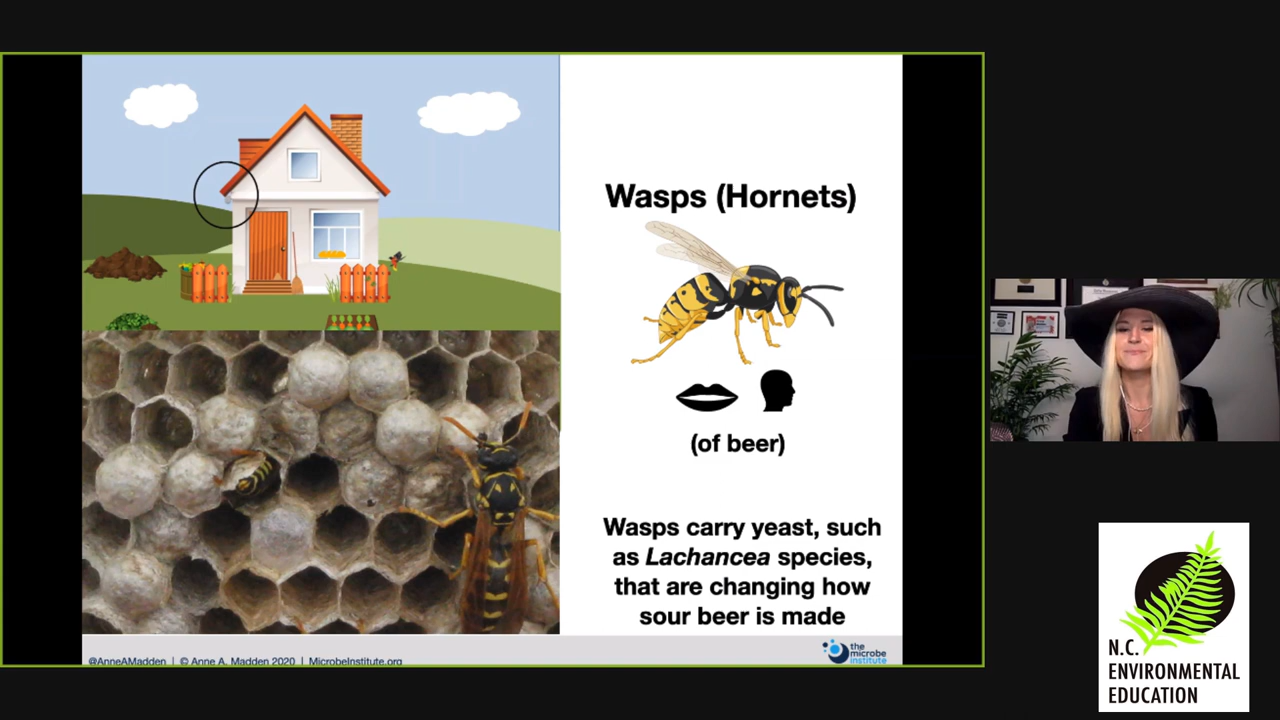 Wasps (Hornets)
(of beer)
Wasps carry yeast, such
as Lachancea species,
that are changing how
sour beer is made
@AnneAMadden | © Anne A. Madden 2020 | MicrobeInstitute.org
the
microbe
institute
N.C.
ENVIRONMENTAL
EDUCATION